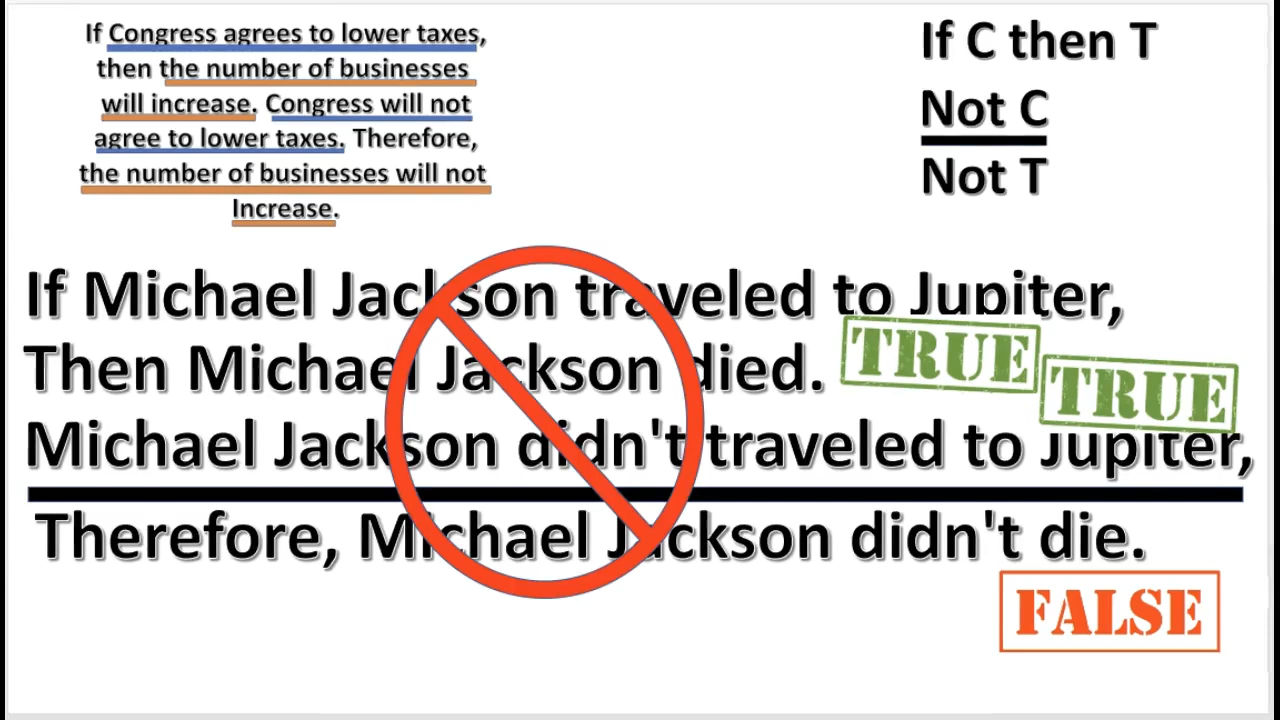 If Congress agrees to lower taxes,
then the number of businesses
will increase. Congress will not
agree to lower taxes. Therefore,
the number of businesses will not
Increase.
If C then T
Not C
Not T
If Michael Jackson traveled to Jupiter,
Then Michael Jackson died.
TRUE
TRUE
Michael Jackson didn't traveled to Jupiter,
Therefore, Michael Jackson didn't die.
FALSE